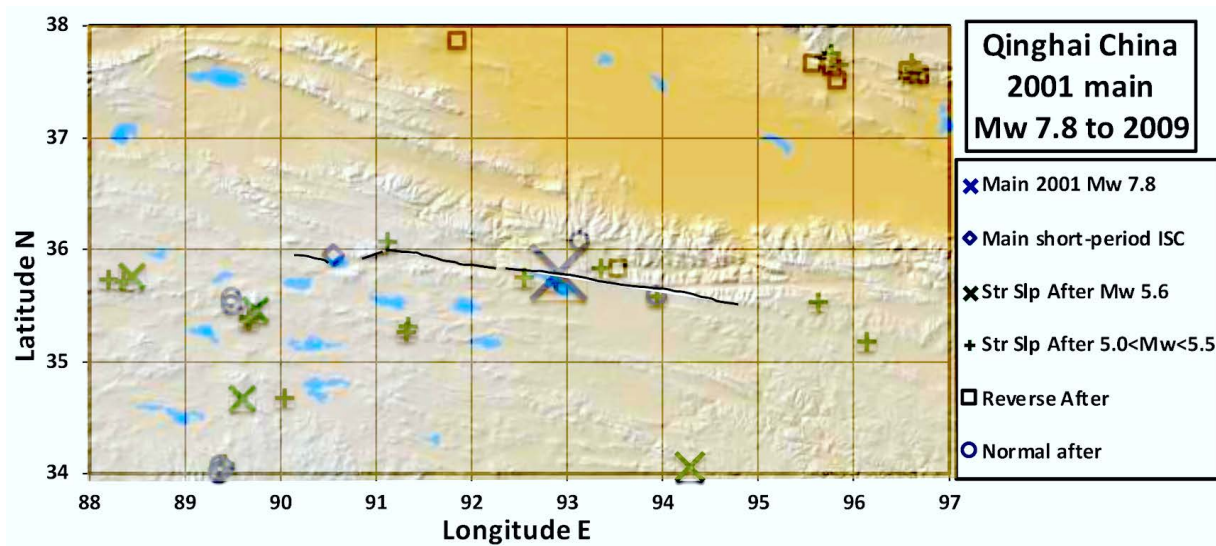 Qinghai China
2001 main
Mw 7.8 to 2009
38
37
36
35
34
Latitude N
88 89 90 91 92 93 94 95 96 97
Longitude E
Main 2001 Mw 7.8
Main short-period ISC
Str Slp After Mw 5.6
Str Slp After 5.0<Mw<5.5
Reverse After
Normal after